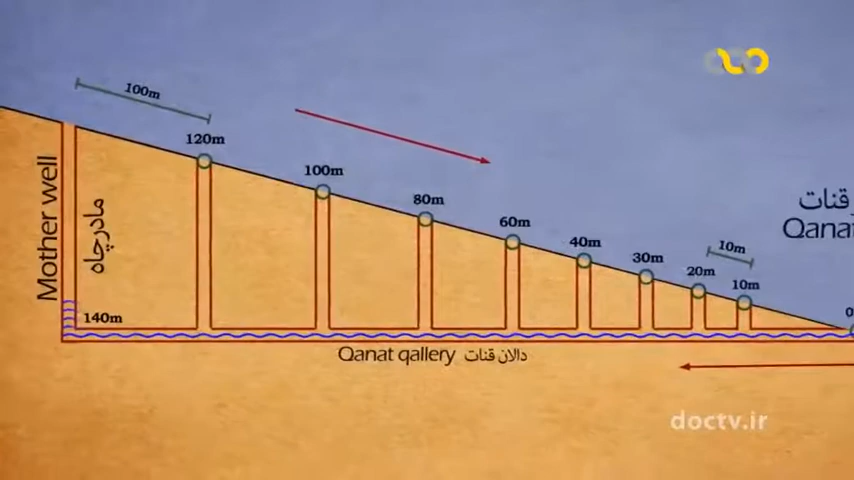 100m
120m
100m
80m
60m
40m
30m
20m
10m
10m
قنات
Mother well
مادرچاه
140m
Qanat qallery دالان قنات
doctv.ir